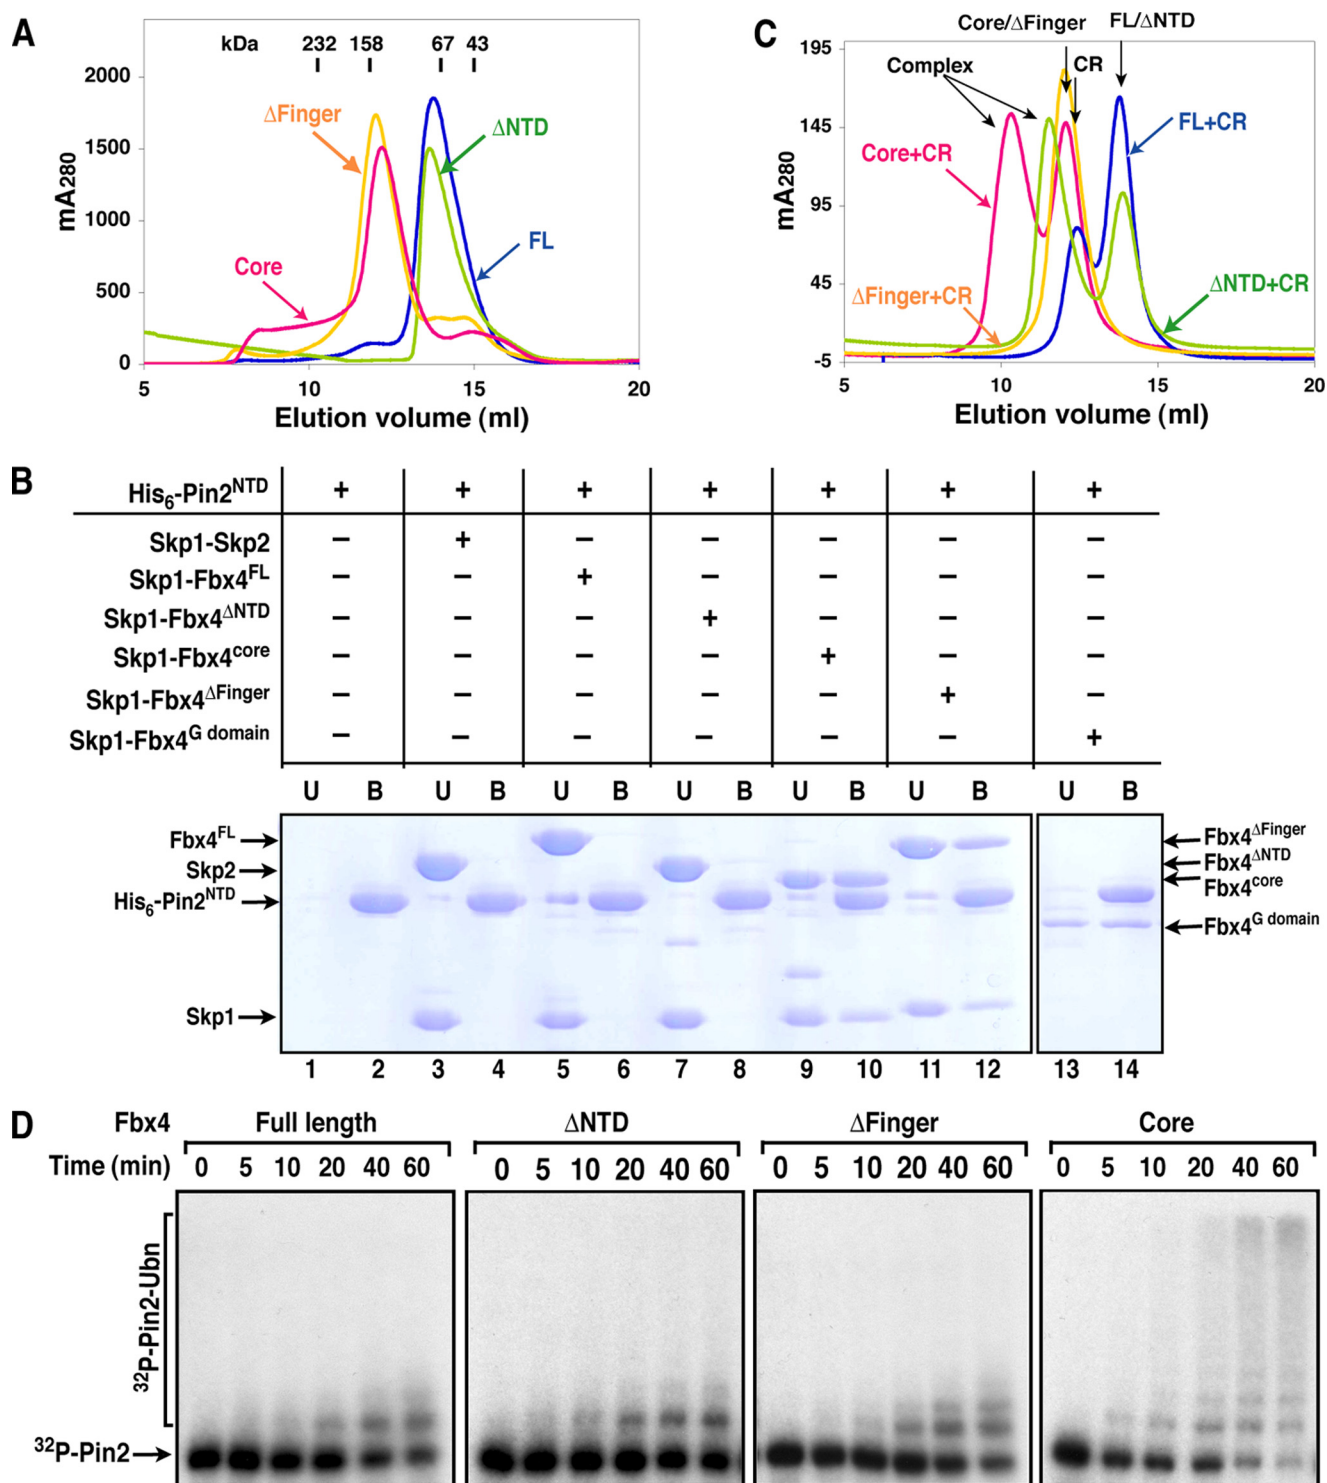 A
kDa 232 158 67 43
2000
1500
1000
500
0
mA280
ΔFinger
ΔNTD
Core
FL
5 10 15 20
Elution volume (ml)
C
Core/ΔFinger FL/ΔNTD
Complex CR
195
145
95
45
-5
mA280
Core+CR
FL+CR
ΔFinger+CR
ΔNTD+CR
5 10 15 20
Elution volume (ml)
B
His6-Pin2NTD + + + + + + +
Skp1-Skp2 – + – – – – –
Skp1-Fbx4FL – – + – – – –
Skp1-Fbx4ΔNTD – – – + – – –
Skp1-Fbx4core – – – – + – –
Skp1-Fbx4ΔFinger – – – – – + –
Skp1-Fbx4G domain – – – – – – +
U B U B U B U B U B U B U B
Fbx4FL
Skp2
His6-Pin2NTD
Skp1
Fbx4ΔFinger
Fbx4ΔNTD
Fbx4core
Fbx4G domain
1 2 3 4 5 6 7 8 9 10 11 12 13 14
D
Fbx4 Full length ΔNTD ΔFinger Core
Time (min) 0 5 10 20 40 60 0 5 10 20 40 60 0 5 10 20 40 60 0 5 10 20 40 60
32P-Pin2-Ubn
32P-Pin2